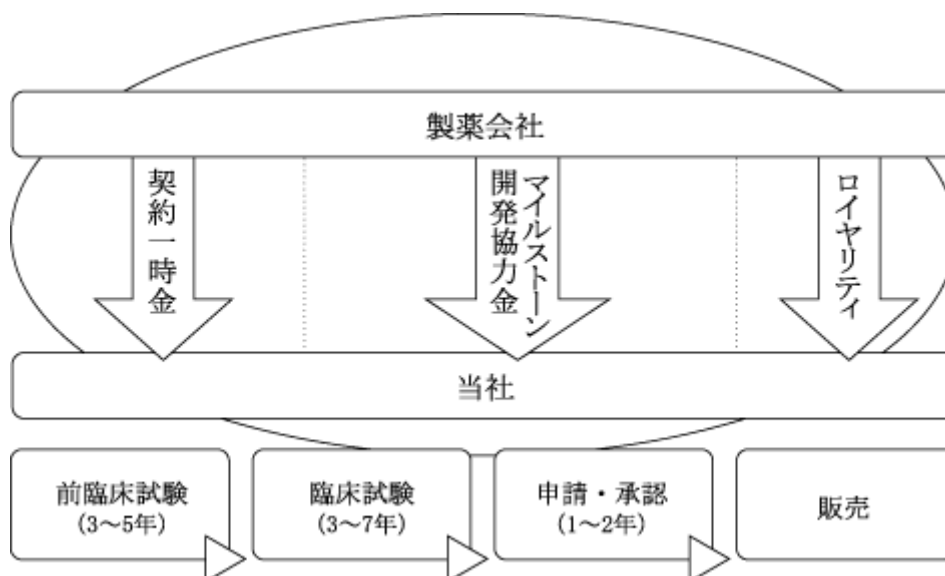 製薬会社
契約一時金
マイルストーン
開発協力金
ロイヤリティ
当社
前臨床試験
(3～5年)
臨床試験
(3～7年)
申請・承認
(1～2年)
販売